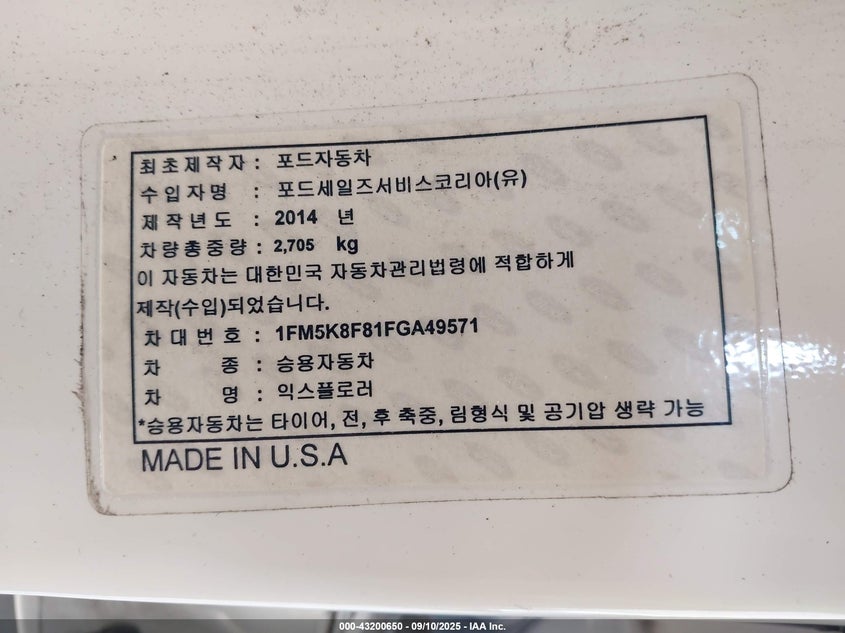 최초제작자 : 포드자동차
수입자명 : 포드세일즈서비스코리아(유)
제작년도 : 2014 년
차량총중량 : 2,705 kg
이 자동차는 대한민국 자동차관리법령에 적합하게
제작(수입)되었습니다.
차대번호 : 1FM5K8F81FGA49571
차 종 : 승용자동차
차 명 : 익스플로러
*승용자동차는 타이어, 전, 후 축중, 림형식 및 공기압 생략 가능
MADE IN U.S.A
000-43200650 - 09/10/2025 - IAA Inc.